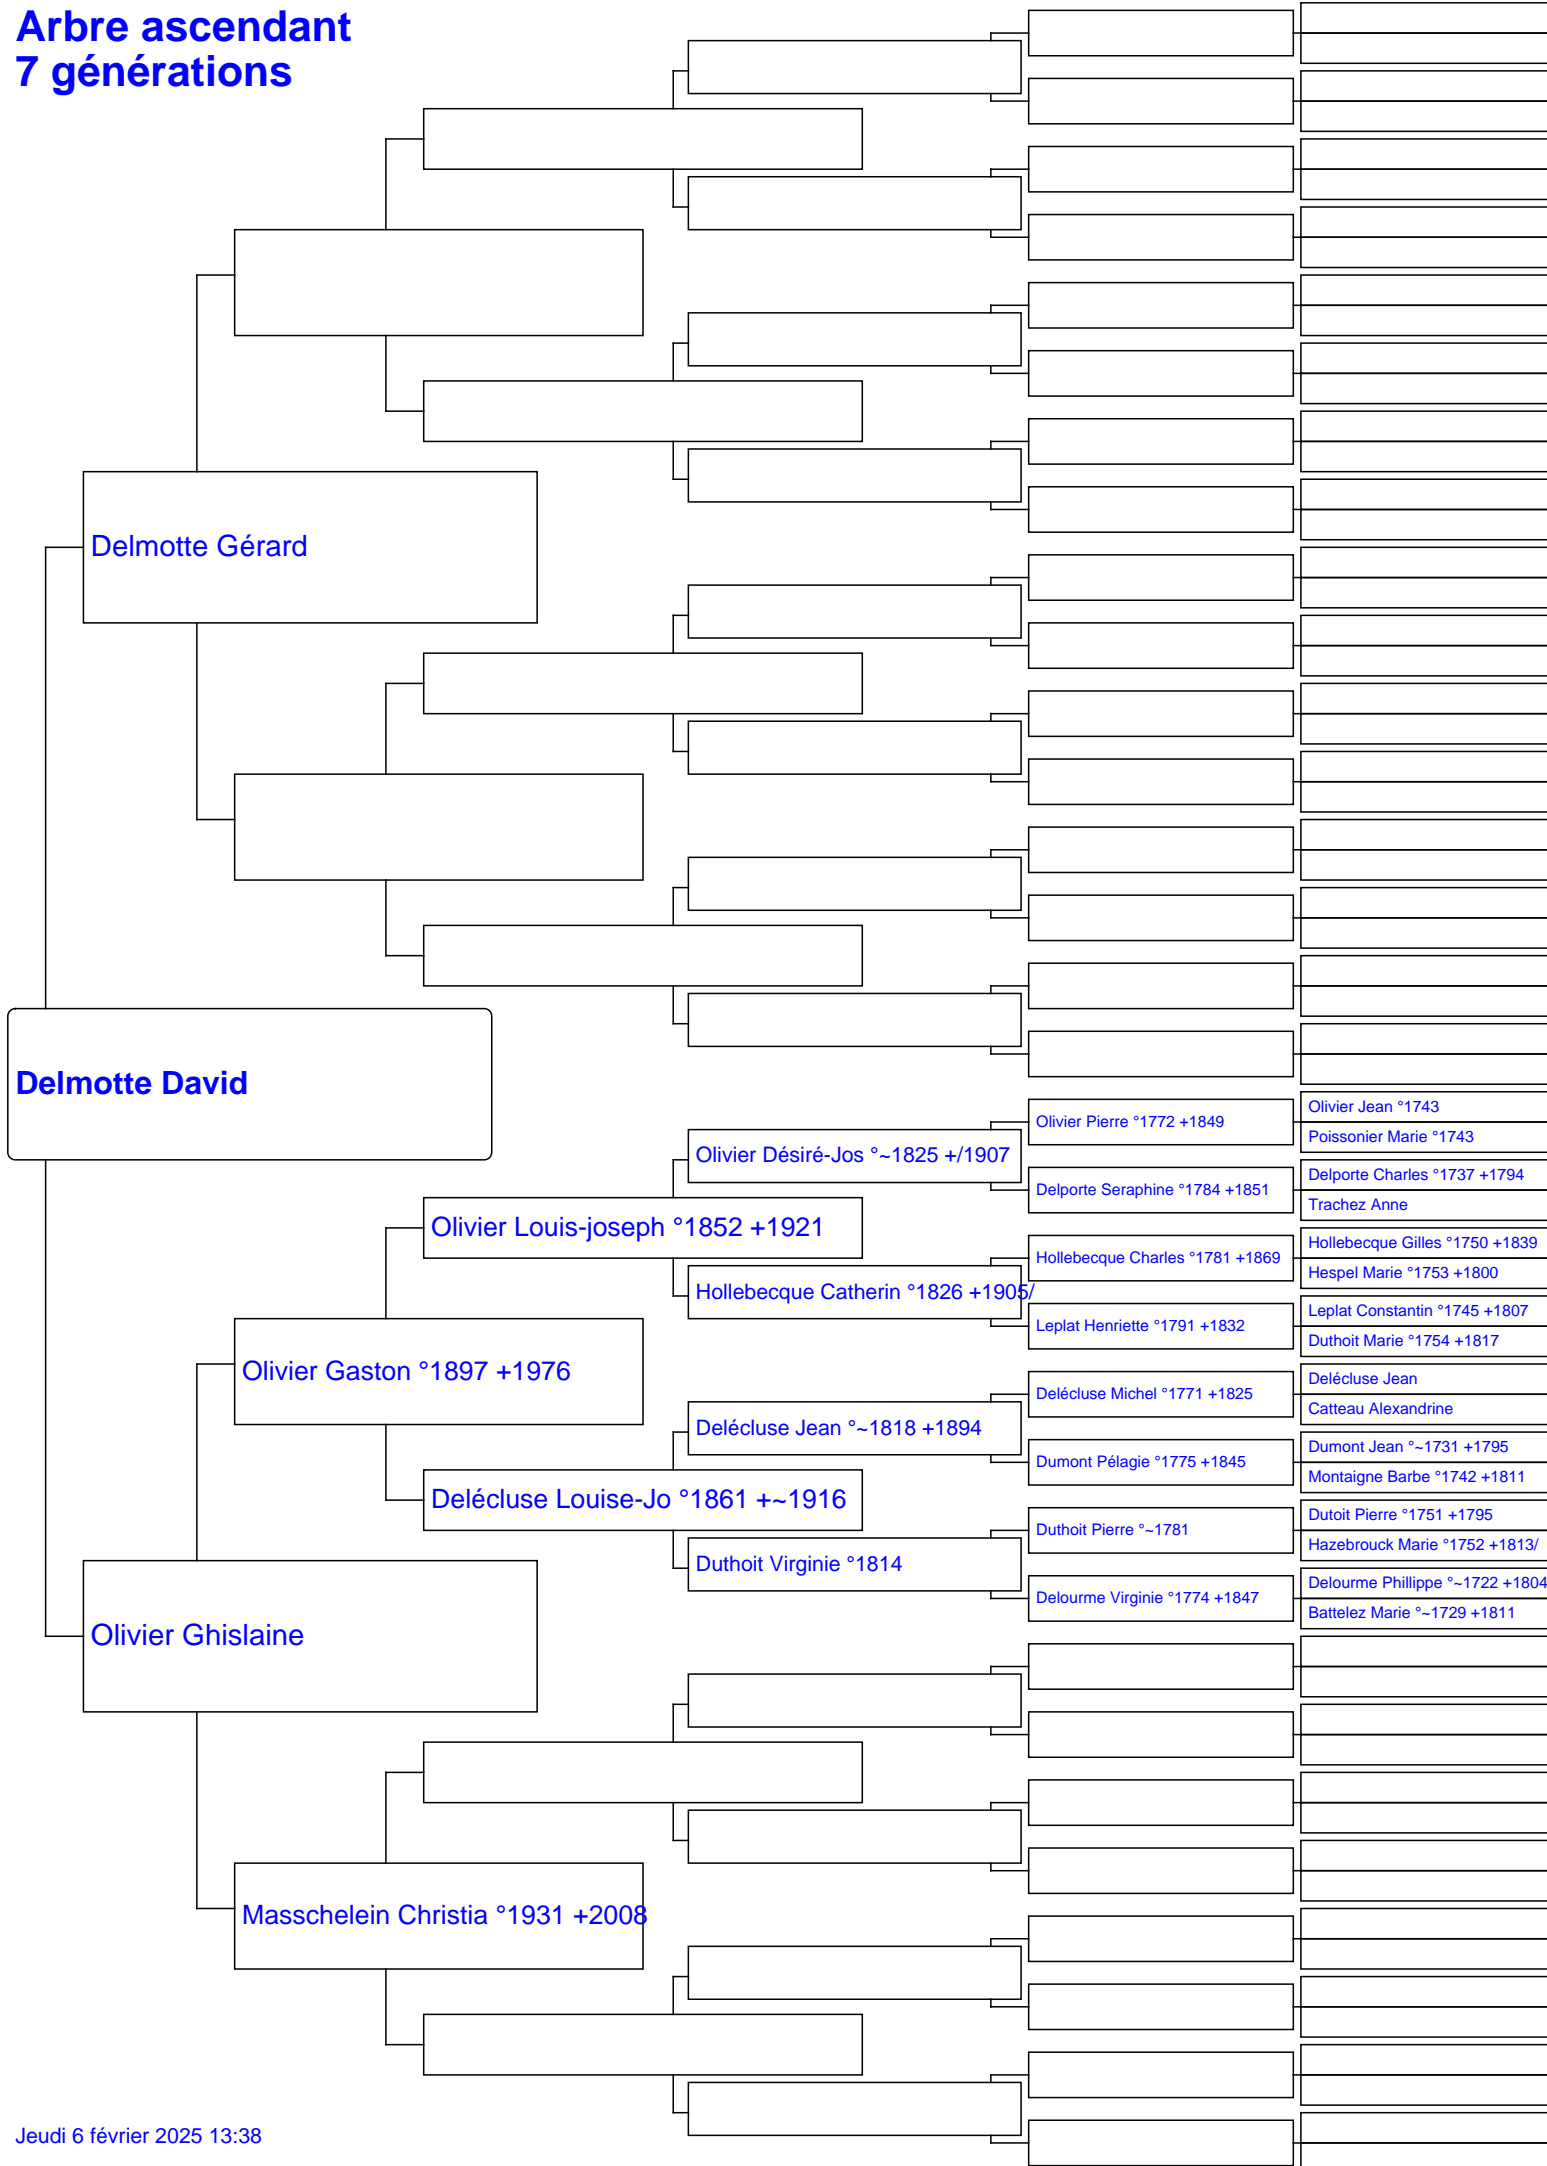 Arbre ascendant
7 générations
Delmotte Gérard
Delmotte David
Olivier Jean °1743
Olivier Pierre °1772 +1849
Poissonier Marie °1743
Olivier Désiré-Jos °~1825 +/1907
Delporte Charles °1737 +1794
Delporte Seraphine °1784 +1851
Trachez Anne
Olivier Louis-joseph °1852 +1921
Hollebecque Gilles °1750 +1839
Hollebecque Charles °1781 +1869
Hespel Marie °1753 +1800
Hollebecque Catherin °1826 +1905/
Leplat Constantin °1745 +1807
Leplat Henriette °1791 +1832
Duthoit Marie °1754 +1817
Olivier Gaston °1897 +1976
Delécluse Jean
Delécluse Michel °1771 +1825
Catteau Alexandrine
Delécluse Jean °~1818 +1894
Dumont Jean °~1731 +1795
Dumont Pélagie °1775 +1845
Montaigne Barbe °1742 +1811
Delécluse Louise-Jo °1861 +~1916
Dutoit Pierre °1751 +1795
Duthoit Pierre °~1781
Hazebrouck Marie °1752 +1813/
Duthoit Virginie °1814
Delourme Phillippe °~1722 +1804
Delourme Virginie °1774 +1847
Battelez Marie °~1729 +1811
Olivier Ghislaine
Masschelein Christia °1931 +2008
Jeudi 6 février 2025 13:38